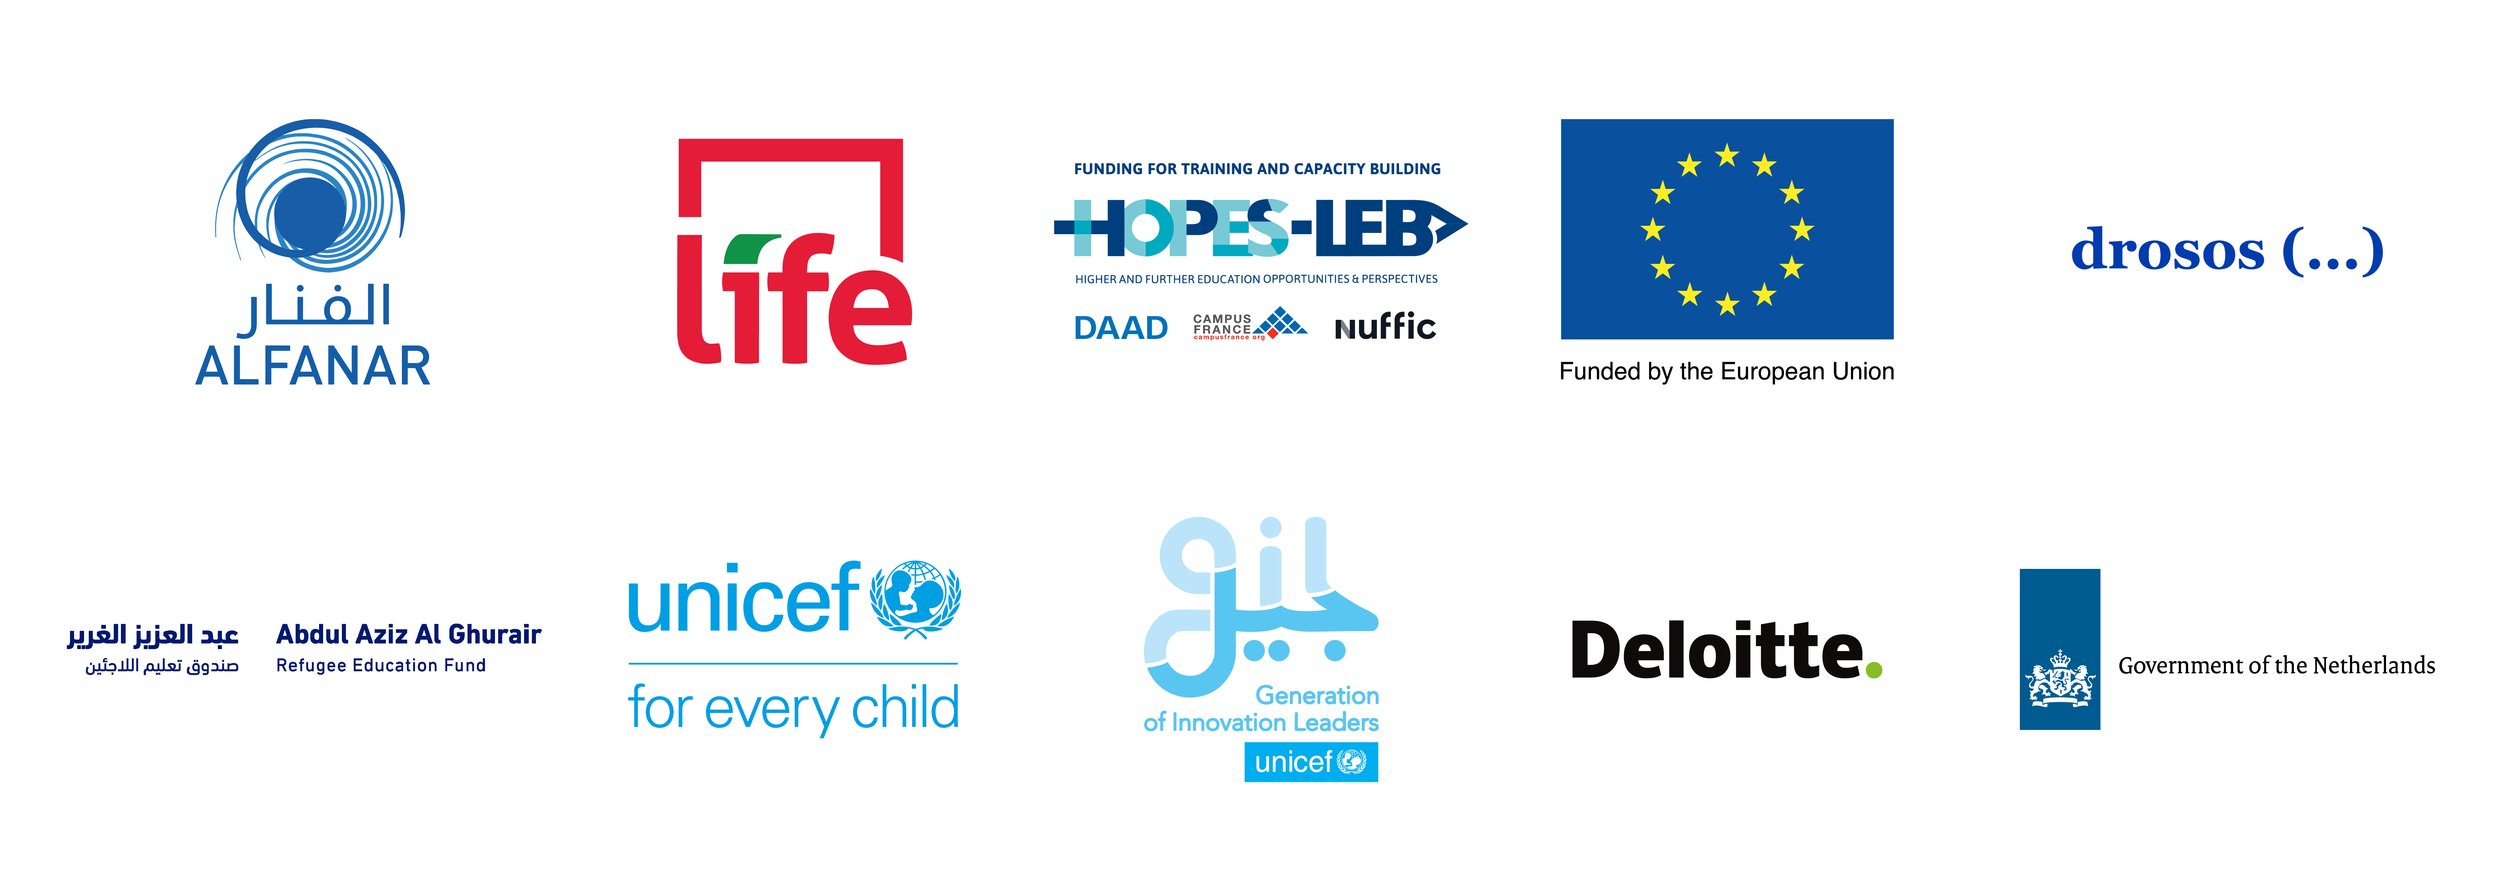 الفنار
ALFANAR
life
FUNDING FOR TRAINING AND CAPACITY BUILDING
HOPES-LEB
HIGHER AND FURTHER EDUCATION OPPORTUNITIES & PERSPECTIVES
DAAD
CAMPUS
FRANCE
campusfrance org
nuffic
Funded by the European Union
drosos (...)
عبد العزيز الغرير
صندوق تعليم اللاجئين
Abdul Aziz Al Ghurair
Refugee Education Fund
unicef
for every child
جيل
Generation
of Innovation Leaders
unicef
Deloitte.
Government of the Netherlands